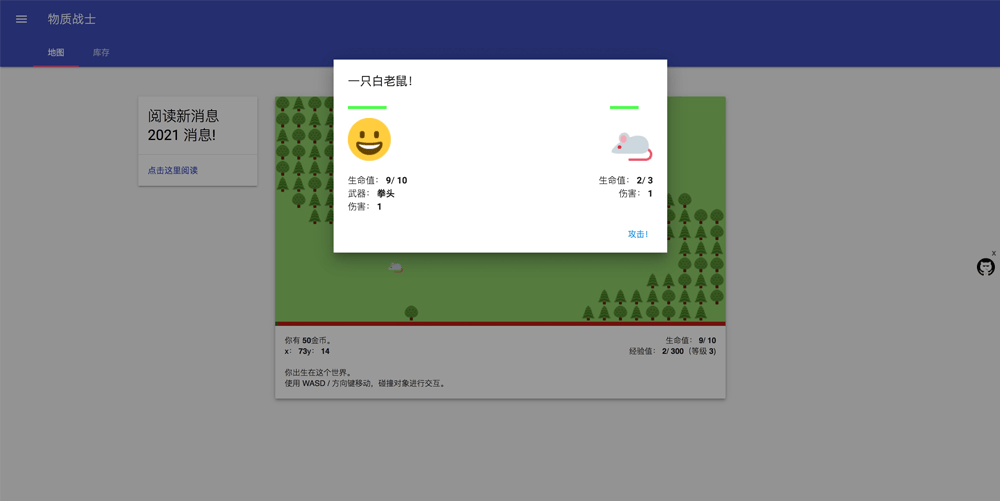 物质战士
地图
库存
一只白老鼠!
生命值: 9/ 10
武器: 拳头
伤害: 1
生命值: 2/ 3
伤害: 1
攻击!
阅读新消息
2021 消息!
点击这里阅读
x
你有 50金币。
x: 73y: 14
生命值: 9/ 10
经验值: 2/ 300 (等级 3)
你出生在这个世界。
使用 WASD / 方向键移动，碰撞对象进行交互。